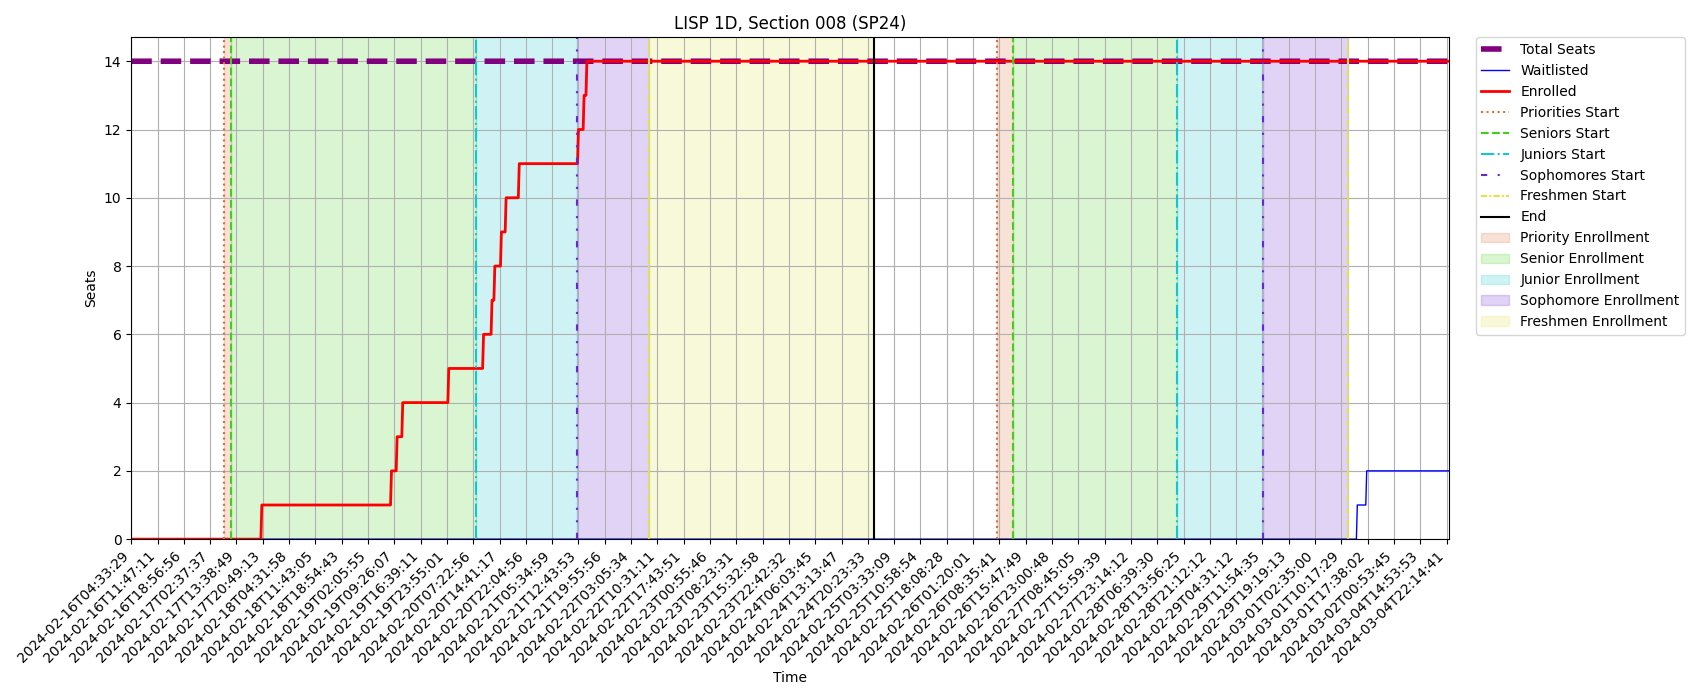 LISP 1D, Section 008 (SP24)
Seats
14
12
10
8
6
4
2
0
2024-02-16T04:33:29
2024-02-16T11:47:11
2024-02-16T18:56:56
2024-02-17T02:37:37
2024-02-17T13:38:49
2024-02-17T20:49:13
2024-02-18T04:31:58
2024-02-18T11:43:05
2024-02-18T18:54:43
2024-02-19T02:05:55
2024-02-19T09:26:07
2024-02-19T16:39:11
2024-02-19T23:55:01
2024-02-20T07:22:56
2024-02-20T14:41:17
2024-02-20T22:04:56
2024-02-21T05:34:59
2024-02-21T12:43:53
2024-02-21T19:55:56
2024-02-22T03:05:34
2024-02-22T10:31:11
2024-02-22T17:43:51
2024-02-23T00:55:46
2024-02-23T08:23:31
2024-02-23T15:32:58
2024-02-23T22:42:32
2024-02-24T06:03:45
2024-02-24T13:13:47
2024-02-24T20:23:33
2024-02-25T03:33:09
2024-02-25T10:58:54
2024-02-25T18:08:28
2024-02-26T01:20:01
2024-02-26T08:35:41
2024-02-26T15:47:49
2024-02-26T23:00:48
2024-02-27T08:45:05
2024-02-27T15:59:39
2024-02-27T23:14:12
2024-02-28T06:39:30
2024-02-28T13:56:25
2024-02-28T21:12:12
2024-02-29T04:31:12
2024-02-29T11:54:35
2024-02-29T19:19:13
2024-03-01T02:35:00
2024-03-01T10:17:29
2024-03-01T17:38:02
2024-03-02T00:53:45
2024-03-04T14:53:53
2024-03-04T22:14:41
Time
Total Seats
Waitlisted
Enrolled
Priorities Start
Seniors Start
Juniors Start
Sophomores Start
Freshmen Start
End
Priority Enrollment
Senior Enrollment
Junior Enrollment
Sophomore Enrollment
Freshmen Enrollment